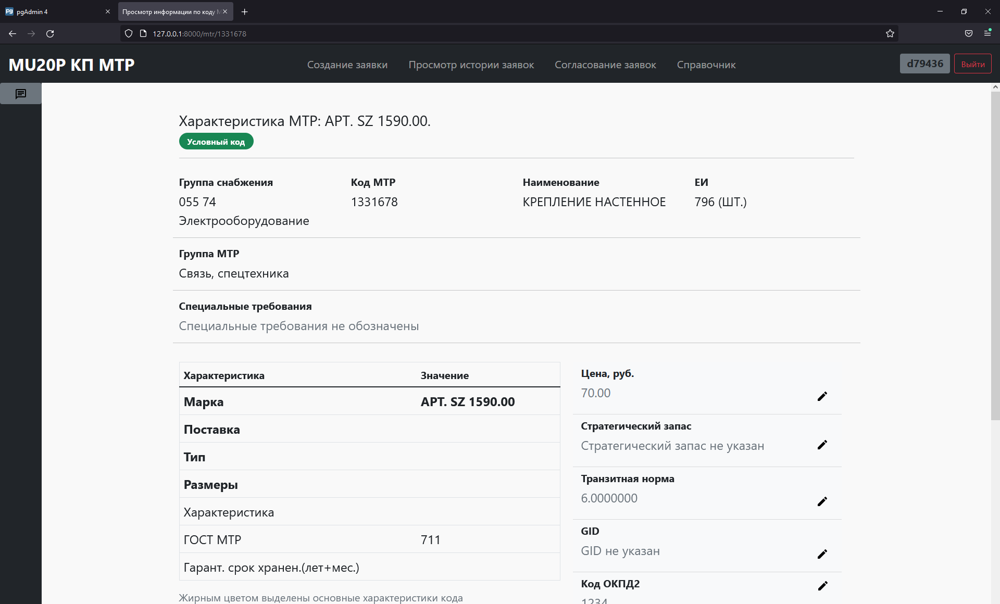 pgAdmin 4
Просмотр информации по коду М
127.0.0.1:8000/mtr/1331678
MU20P КП МТР
Создание заявки
Просмотр истории заявок
Согласование заявок
Справочник
d79436
Выйти
Характеристика МТР: АРТ. SZ 1590.00.
Условный код
Группа снабжения
Код МТР
Наименование
ЕИ
055 74
1331678
КРЕПЛЕНИЕ НАСТЕННОЕ
796 (ШТ.)
Электрооборудование
Группа МТР
Связь, спецтехника
Специальные требования
Специальные требования не обозначены
Характеристика
Значение
Марка
АРТ. SZ 1590.00
Поставка
Тип
Размеры
Характеристика
ГОСТ МТР
711
Гарант. срок хранен.(лет+мес.)
Жирным цветом выделены основные характеристики кода
Цена, руб.
70.00
Стратегический запас
Стратегический запас не указан
Транзитная норма
6.0000000
GID
GID не указан
Код ОКПД2
1234